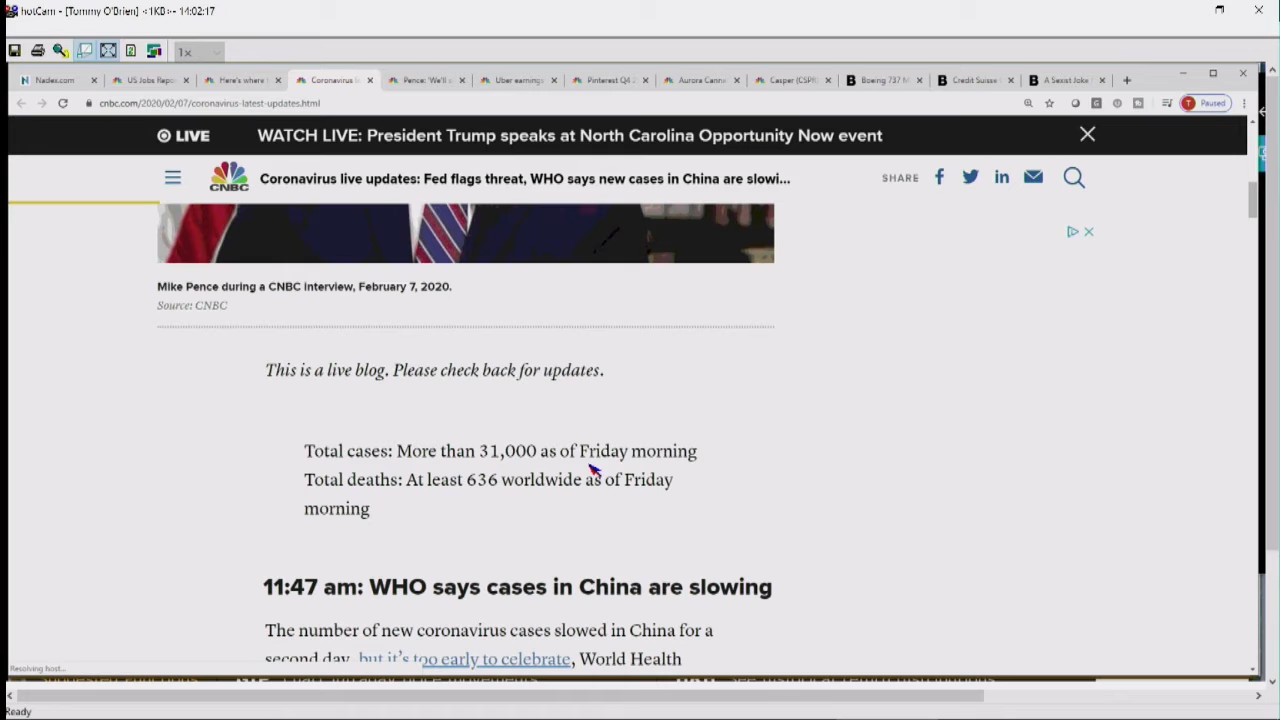 hotCam - [Tommy O'Brien] <1KB>- 14:02:17
1x
Nadex.com
US Jobs Repo
Here's where
Coronavirus l
Pence: We'll
Uber earnings
Pinterest Q4 2
Aurora Canna
Casper (CSPR
Boeing 737 M
Credit Suisse
A Sexist Joke
cnbc.com/2020/02/07/coronavirus-latest-updates.html
T Paused
LIVE WATCH LIVE: President Trump speaks at North Carolina Opportunity Now event
CNBC
Coronavirus live updates: Fed flags threat, WHO says new cases in China are slowi...
SHARE
Mike Pence during a CNBC interview, February 7, 2020.
Source: CNBC
This is a live blog. Please check back for updates.
Total cases: More than 31,000 as of Friday morning
Total deaths: At least 636 worldwide as of Friday
morning
11:47 am: WHO says cases in China are slowing
The number of new coronavirus cases slowed in China for a
second day, but it's too early to celebrate, World Health
Resolving host...
Ready